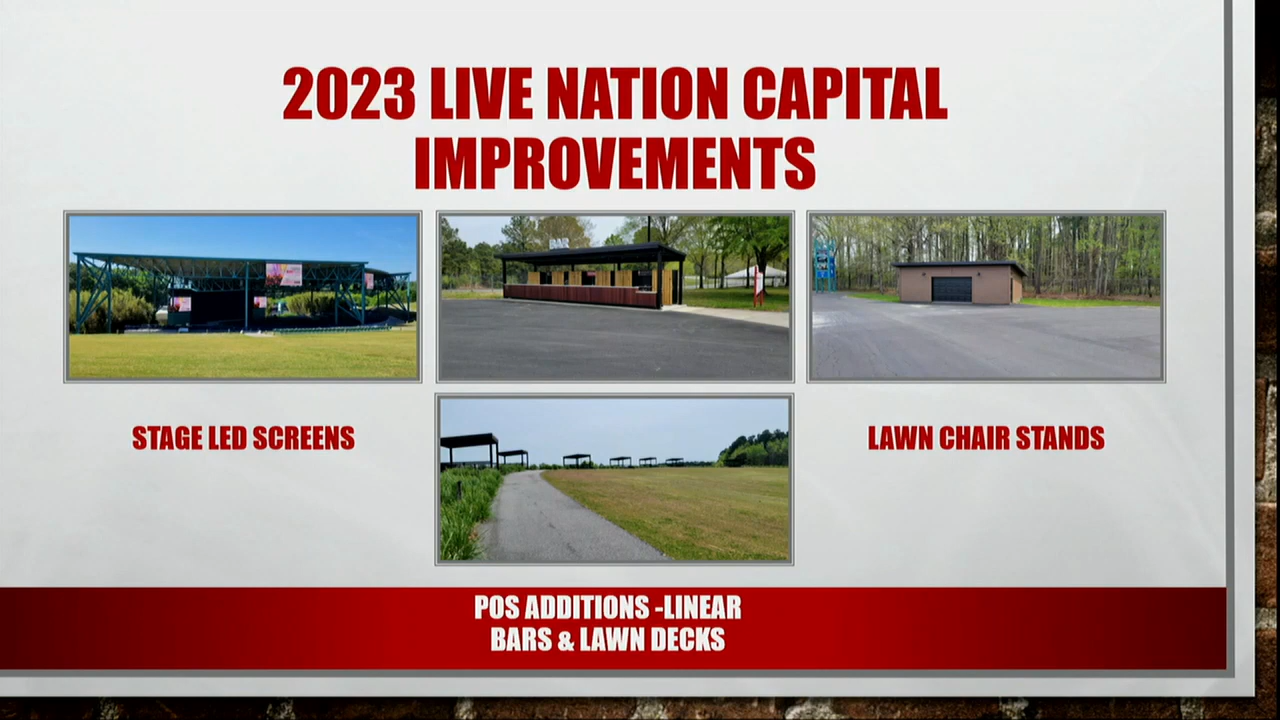 2023 LIVE NATION CAPITAL
IMPROVEMENTS
STAGE LED SCREENS
LAWN CHAIR STANDS
POS ADDITIONS -LINEAR
BARS & LAWN DECKS